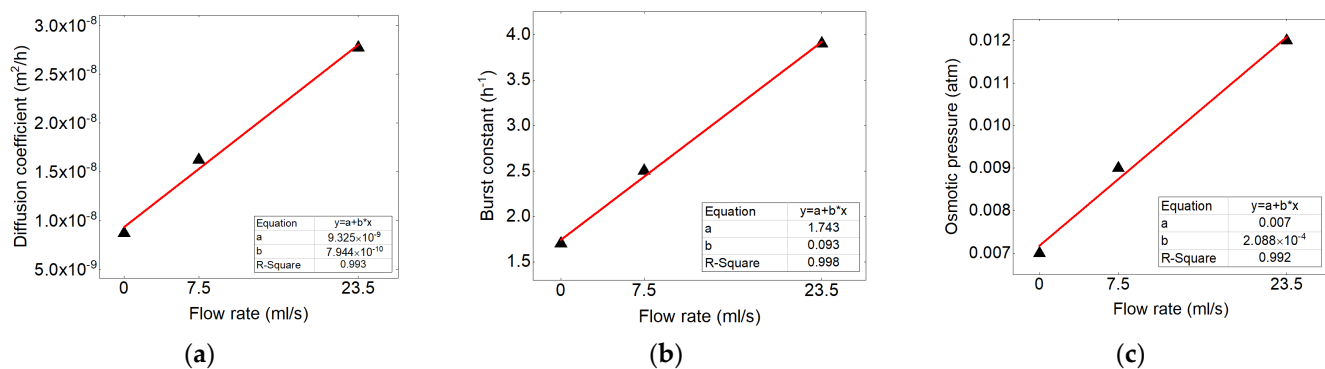 Diffusion coefficient (m²/h)
3.0x10⁻⁸
2.5x10⁻⁸
2.0x10⁻⁸
1.5x10⁻⁸
1.0x10⁻⁸
5.0x10⁻⁹
0 7.5 23.5
Flow rate (ml/s)
Equation y=a+b*x
a 9.325×10⁻⁹
b 7.944×10⁻¹⁰
R-Square 0.993
(a)
Burst constant (h⁻¹)
4.0
3.5
3.0
2.5
2.0
1.5
0 7.5 23.5
Flow rate (ml/s)
Equation y=a+b*x
a 1.743
b 0.093
R-Square 0.998
(b)
Osmotic pressure (atm)
0.012
0.011
0.010
0.009
0.008
0.007
0 7.5 23.5
Flow rate (ml/s)
Equation y=a+b*x
a 0.007
b 2.088×10⁻⁴
R-Square 0.992
(c)